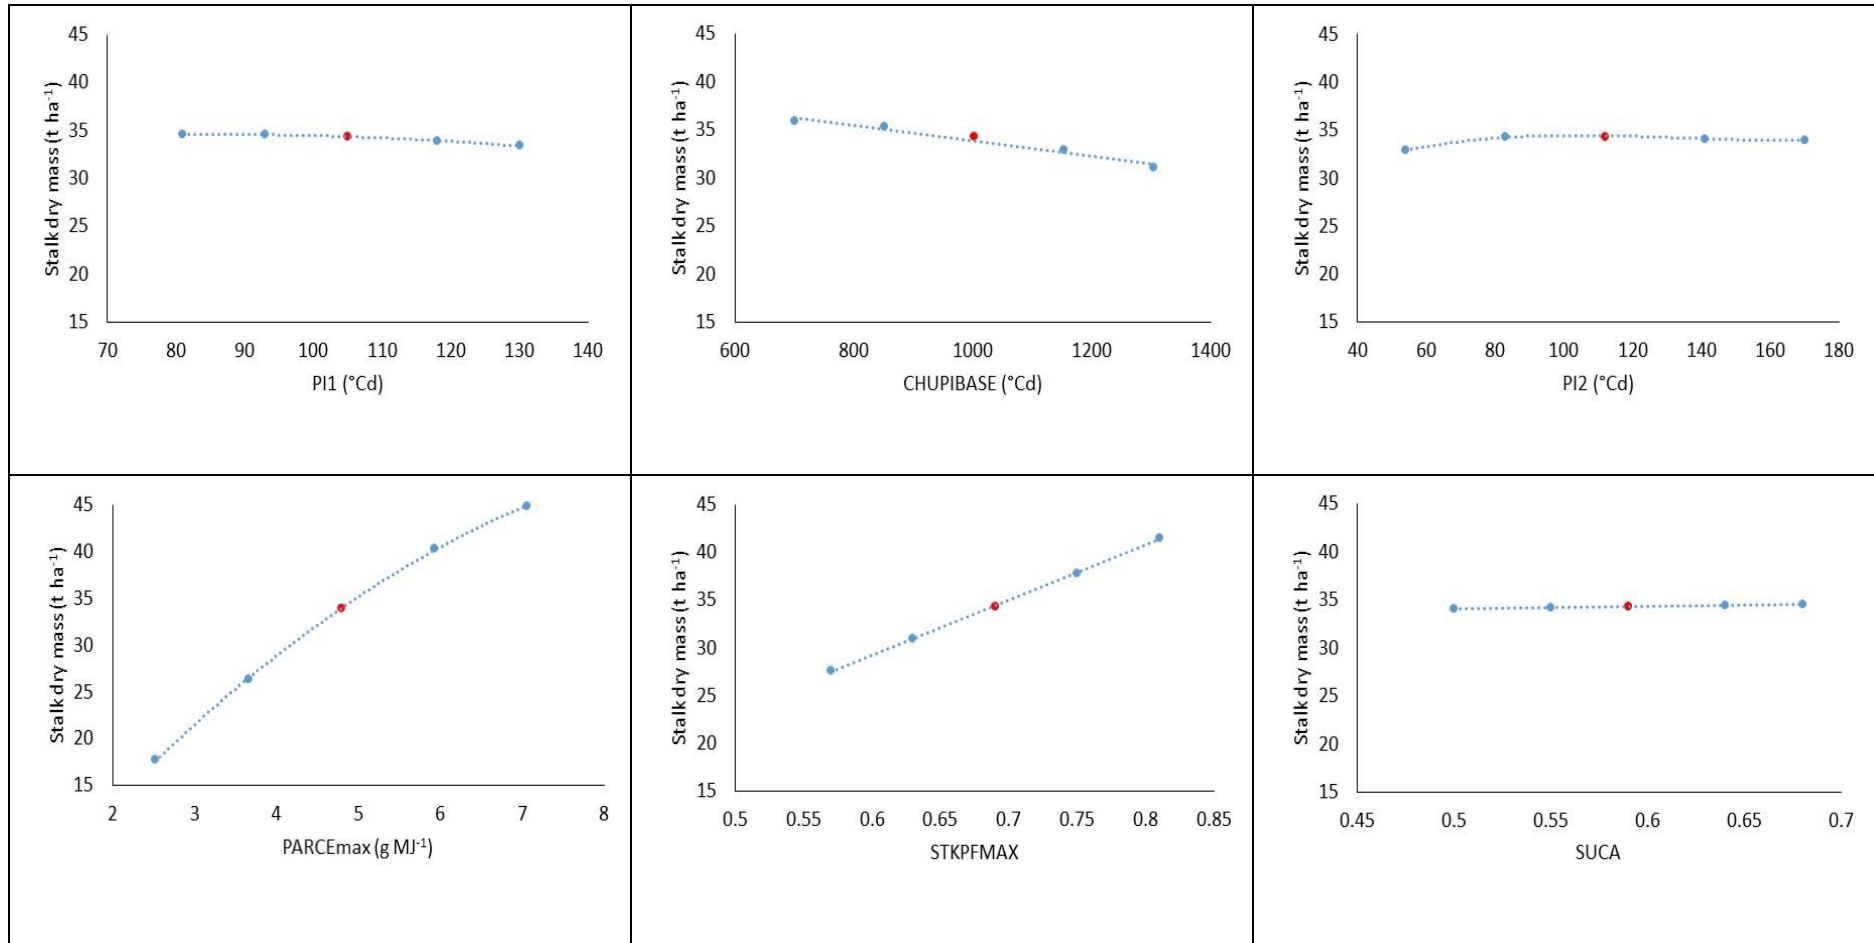 45
40
35
30
25
20
15
Stalk dry mass (t ha-1)
70 80 90 100 110 120 130 140
PI1 (°Cd)
45
40
35
30
25
20
15
Stalk dry mass (t ha-1)
600 800 1000 1200 1400
CHUPIBASE (°Cd)
45
40
35
30
25
20
15
Stalk dry mass (t ha-1)
40 60 80 100 120 140 160 180
PI2 (°Cd)
45
40
35
30
25
20
15
Stalk dry mass (t ha-1)
2 3 4 5 6 7 8
PARCEmax (g MJ-1)
45
40
35
30
25
20
15
Stalk dry mass (t ha-1)
0.5 0.55 0.6 0.65 0.7 0.75 0.8 0.85
STKPFMAX
45
40
35
30
25
20
15
Stalk dry mass (t ha-1)
0.45 0.5 0.55 0.6 0.65 0.7
SUCA